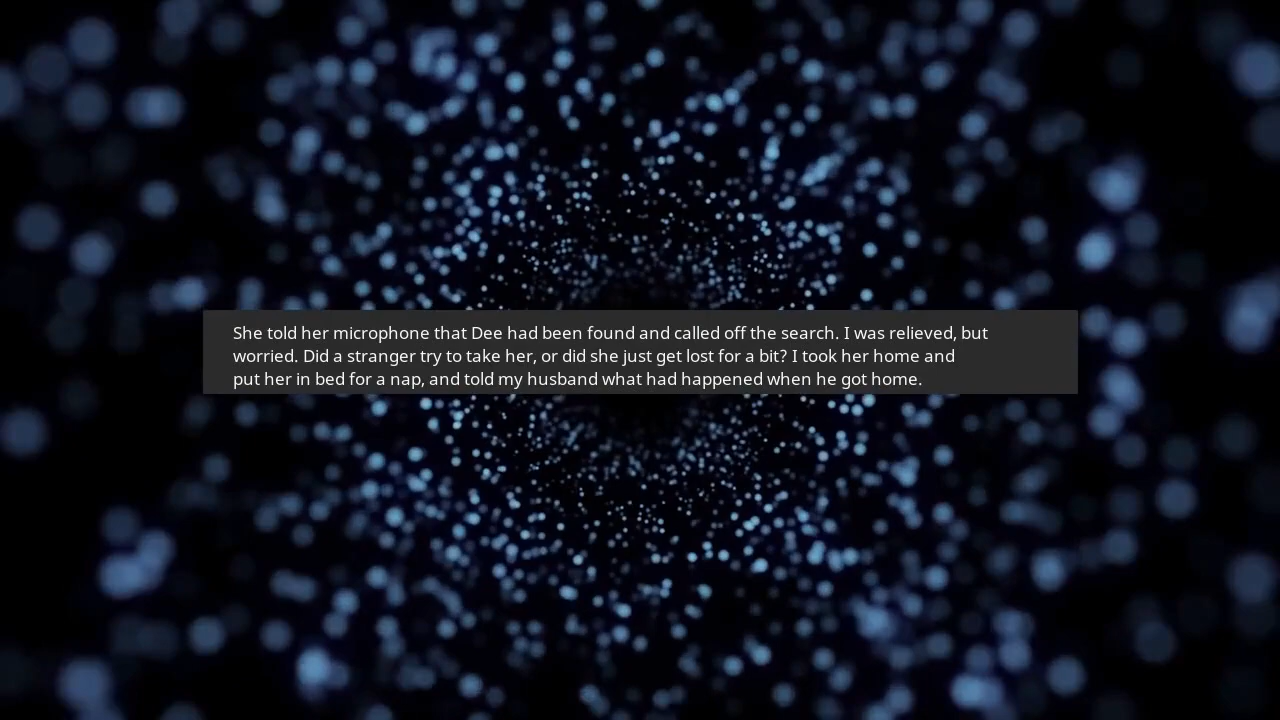 She told her microphone that Dee had been found and called off the search. I was relieved, but
worried. Did a stranger try to take her, or did she just get lost for a bit? I took her home and
put her in bed for a nap, and told my husband what had happened when he got home.